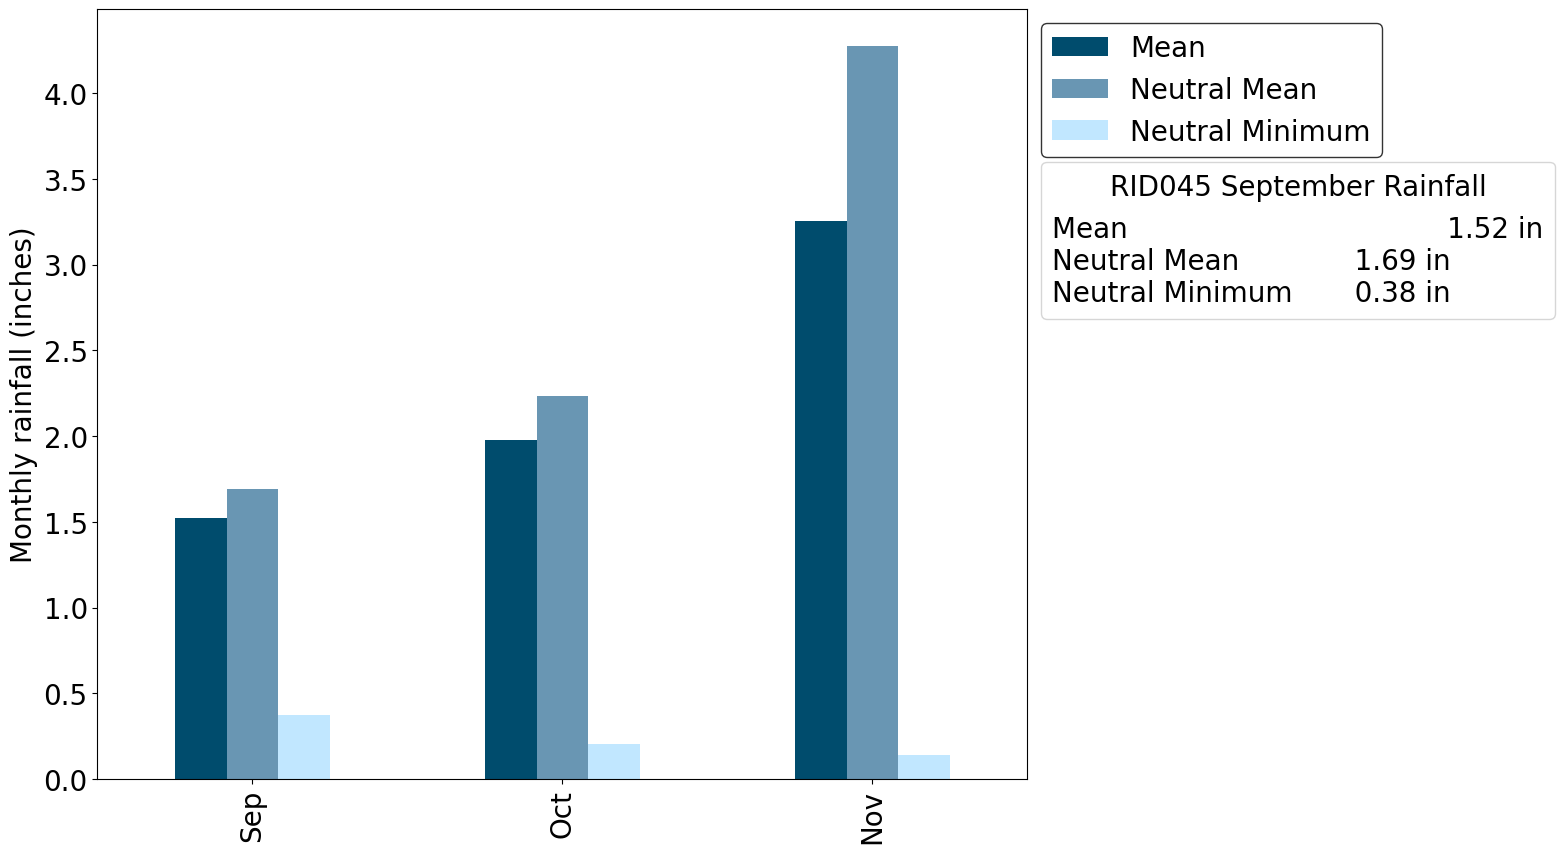 Monthly rainfall (inches)
4.0
3.5
3.0
2.5
2.0
1.5
1.0
0.5
0.0
Sep
Oct
Nov
Mean
Neutral Mean
Neutral Minimum
RID045 September Rainfall
Mean 1.52 in
Neutral Mean 1.69 in
Neutral Minimum 0.38 in